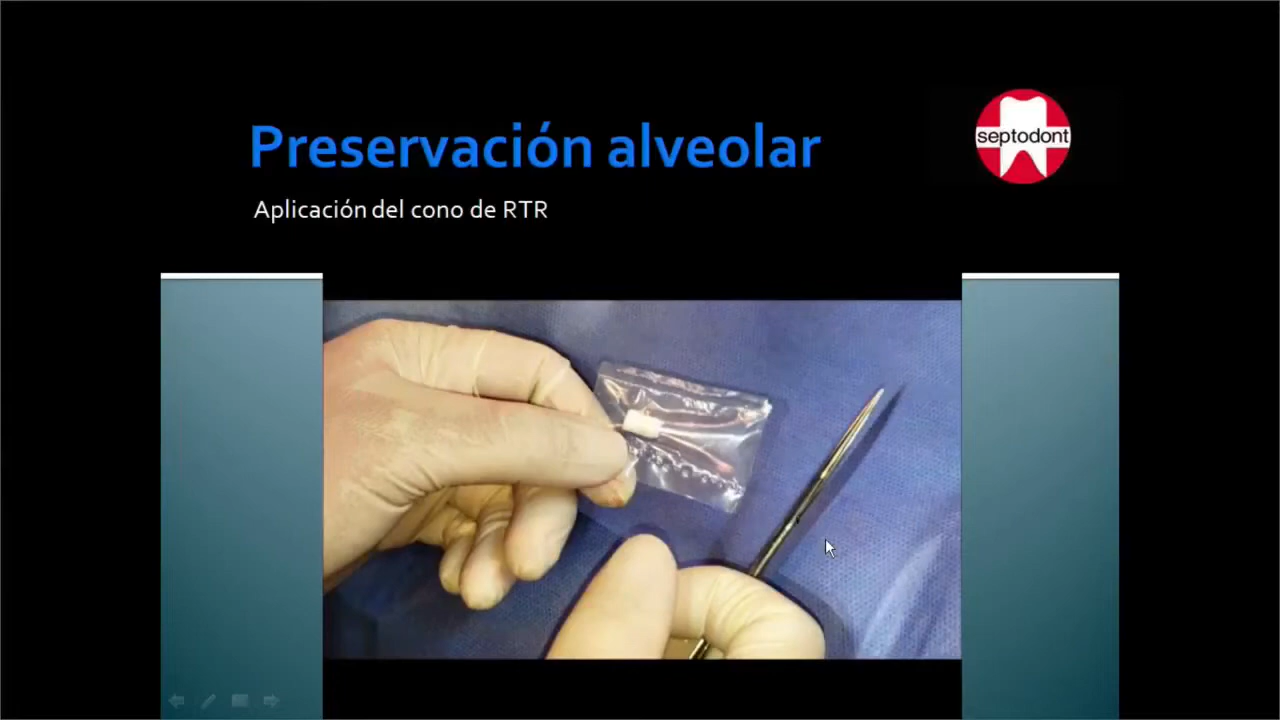 Preservación alveolar
septodont
Aplicación del cono de RTR